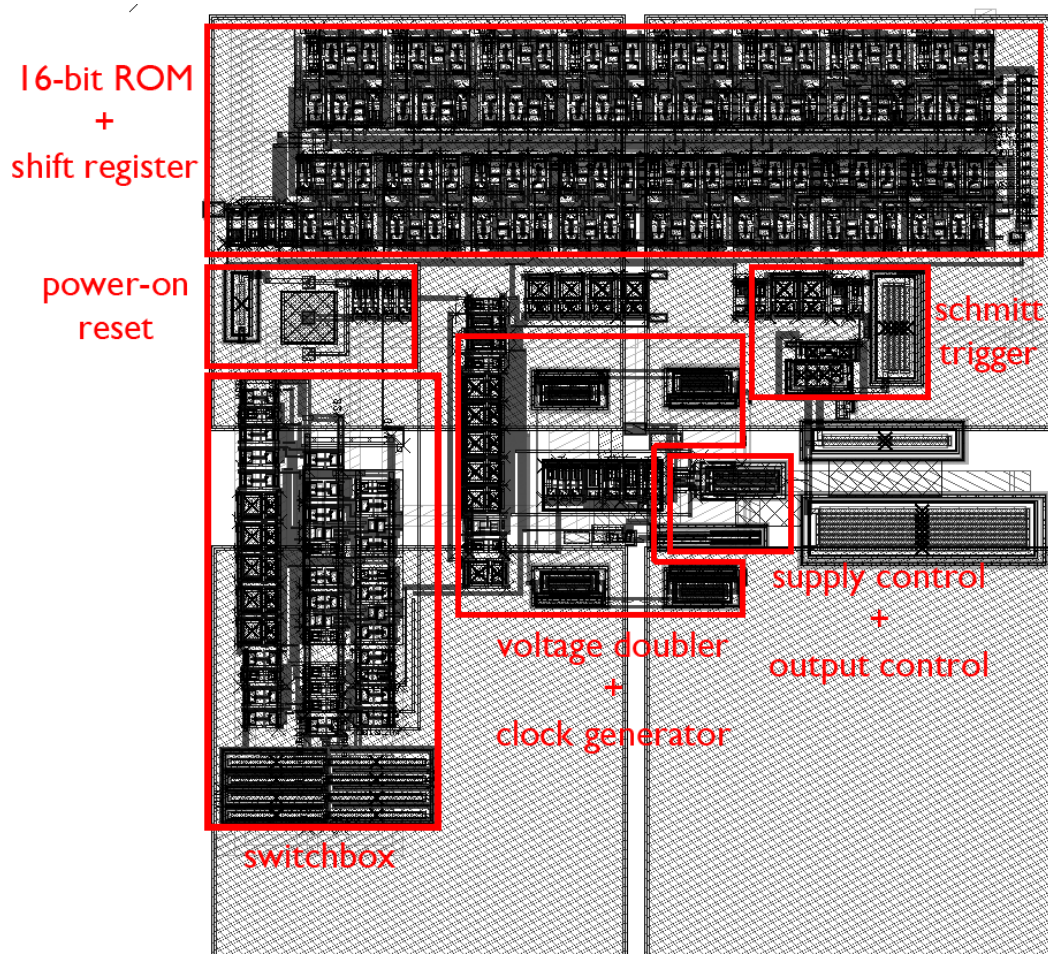 16-bit ROM
+
shift register
power-on
reset
schmitt
trigger
supply control
+
output control
voltage doubler
+
clock generator
switchbox